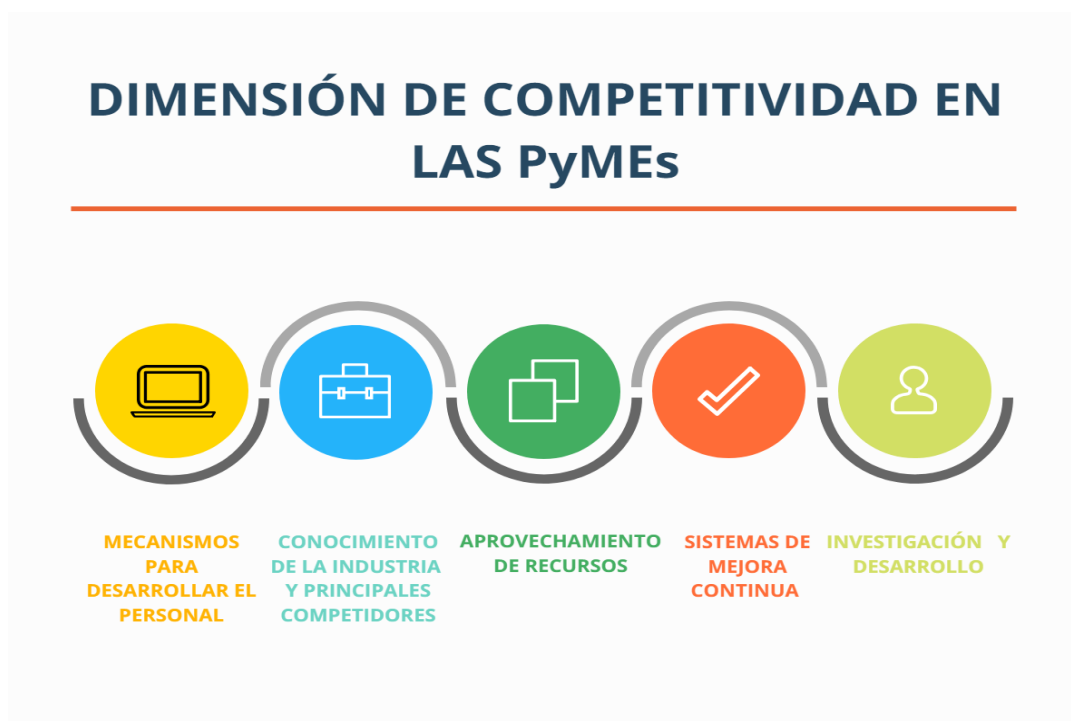 DIMENSIÓN DE COMPETITIVIDAD EN
LAS PyMEs
MECANISMOS
PARA
DESARROLLAR EL
PERSONAL
CONOCIMIENTO
DE LA INDUSTRIA
Y PRINCIPALES
COMPETIDORES
APROVECHAMIENTO
DE RECURSOS
SISTEMAS DE
MEJORA
CONTINUA
INVESTIGACIÓN Y
DESARROLLO